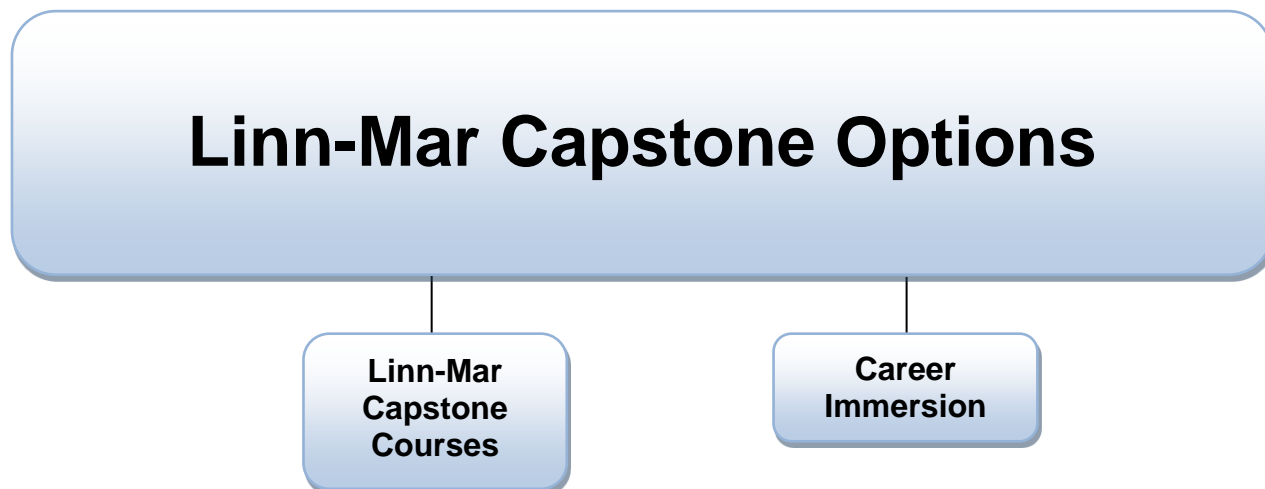 Linn-Mar Capstone Options
Linn-Mar
Capstone
Courses
Career
Immersion